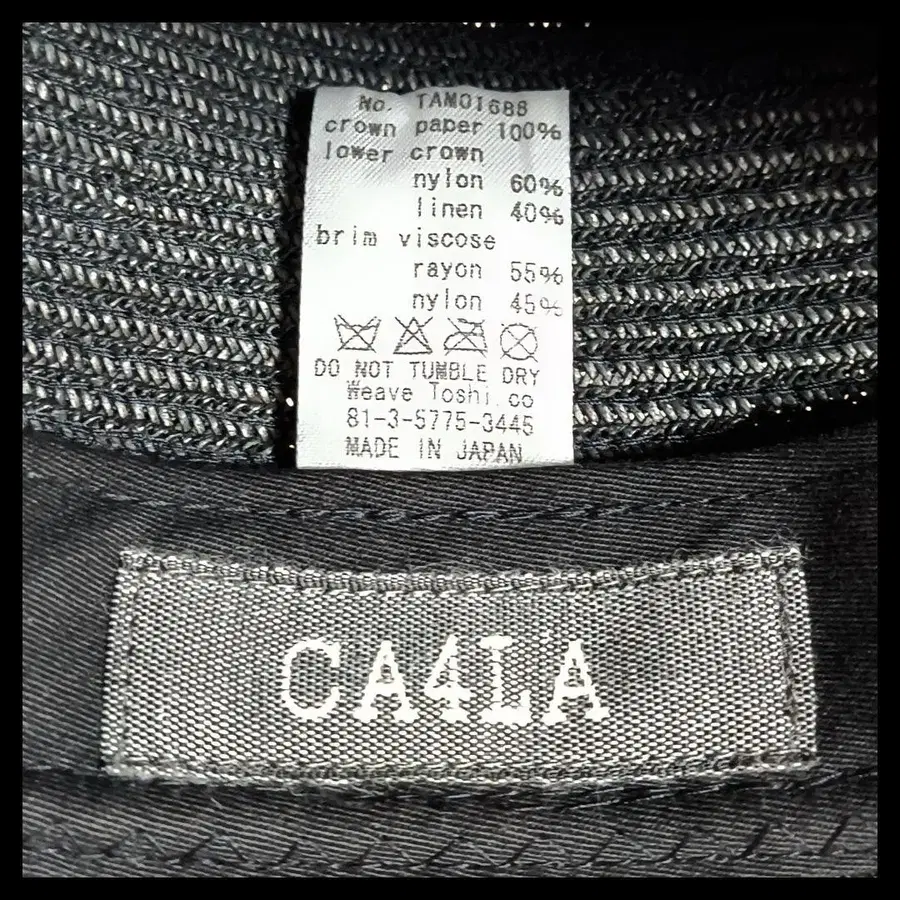 No. TAM01688
crown paper 100%
lower crown
nylon 60%
linen 40%
brim viscose
rayon 55%
nylon 45%
DO NOT TUMBLE DRY
Weave Toshi.co
81-3-5775-3445
MADE IN JAPAN
CA4LA